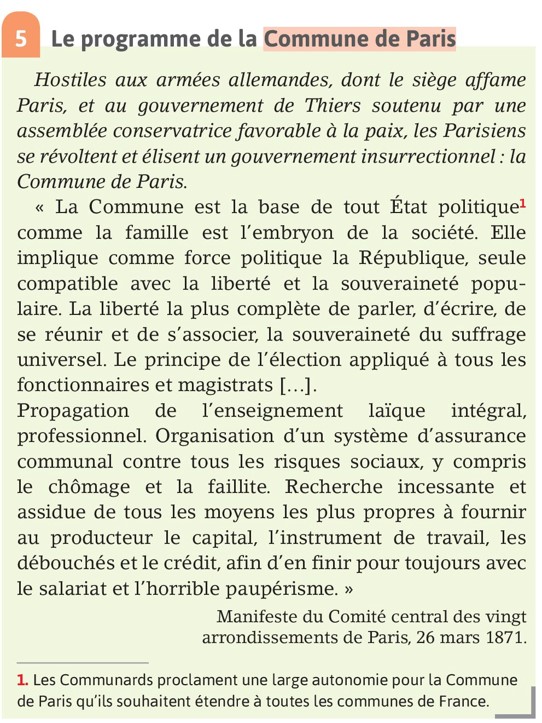 5 Le programme de la Commune de Paris
Hostiles aux armées allemandes, dont le siège affame
Paris, et au gouvernement de Thiers soutenu par une
assemblée conservatrice favorable à la paix, les Parisiens
se révoltent et élisent un gouvernement insurrectionnel : la
Commune de Paris.
« La Commune est la base de tout État politique1
comme la famille est l’embryon de la société. Elle
implique comme force politique la République, seule
compatible avec la liberté et la souveraineté popu-
laire. La liberté la plus complète de parler, d’écrire, de
se réunir et de s’associer, la souveraineté du suffrage
universel. Le principe de l’élection appliqué à tous les
fonctionnaires et magistrats […].
Propagation de l’enseignement laïque intégral,
professionnel. Organisation d’un système d’assurance
communal contre tous les risques sociaux, y compris
le chômage et la faillite. Recherche incessante et
assidue de tous les moyens les plus propres à fournir
au producteur le capital, l’instrument de travail, les
débouchés et le crédit, afin d’en finir pour toujours avec
le salariat et l’horrible paupérisme. »
Manifeste du Comité central des vingt
arrondissements de Paris, 26 mars 1871.
1. Les Communards proclament une large autonomie pour la Commune
de Paris qu’ils souhaitent étendre à toutes les communes de France.